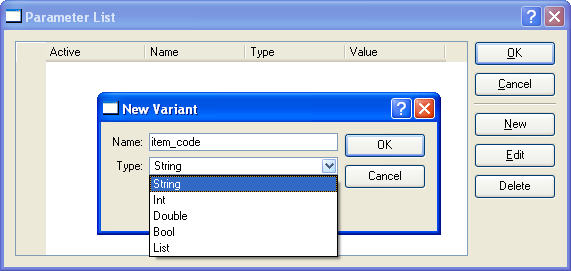 Parameter List
Active Name Type Value
OK
Cancel
New
Edit
Delete
New Variant
Name: item_code
Type: String
OK
Cancel
String
Int
Double
Bool
List